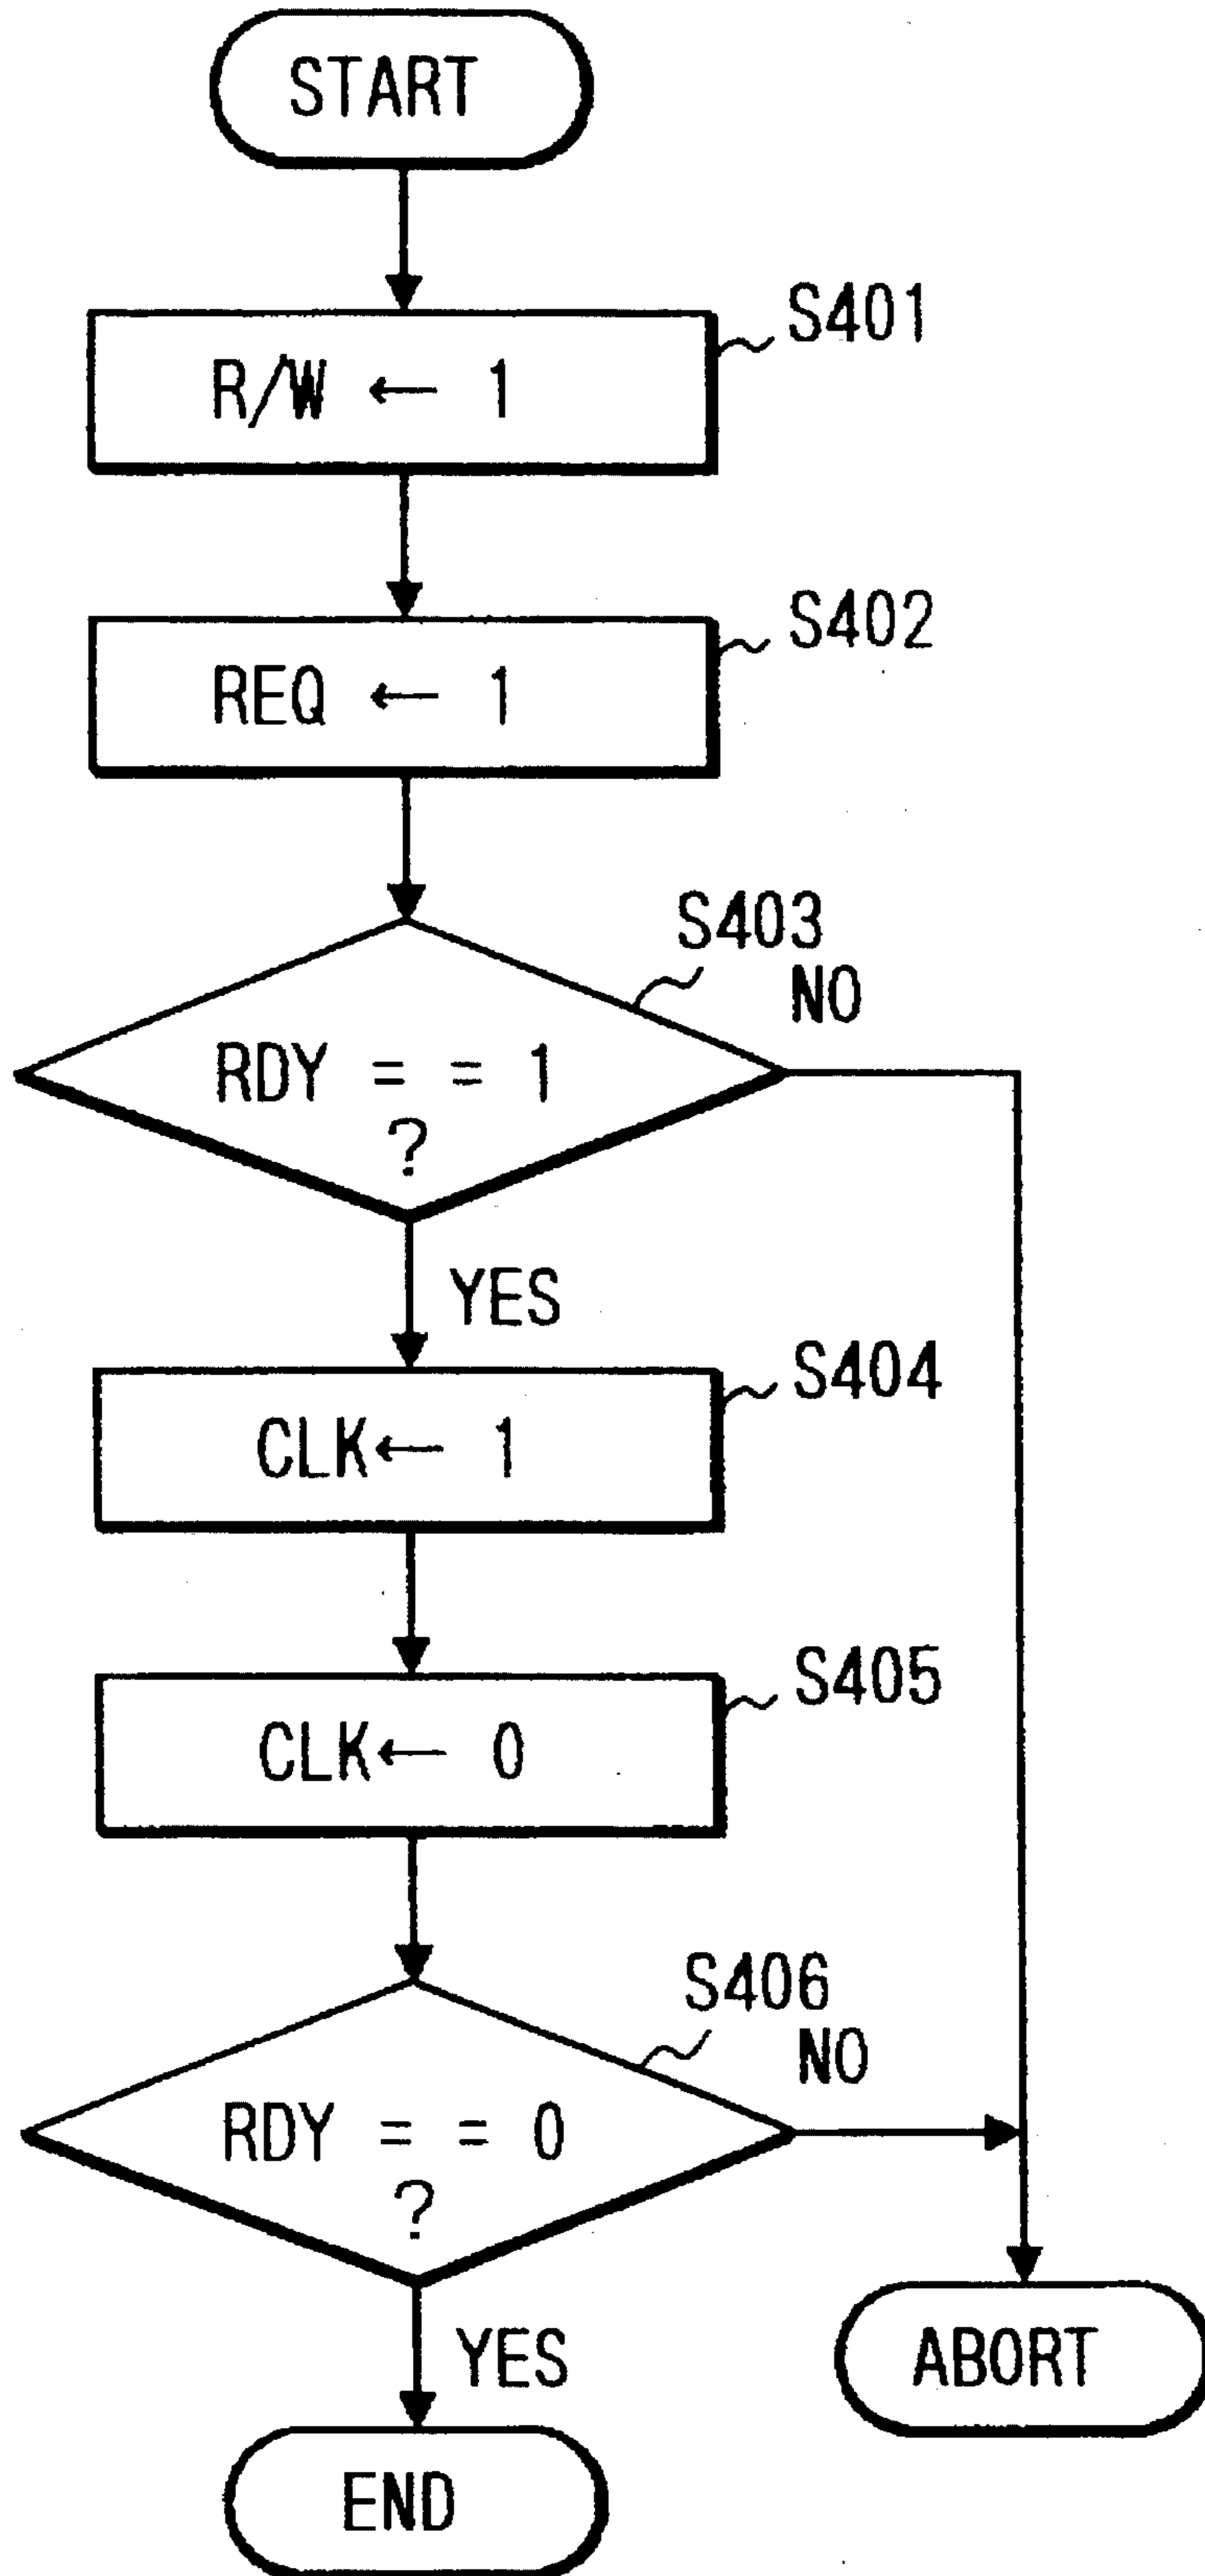 START
S401
R/W ← 1
S402
REQ ← 1
S403
NO
RDY = = 1
?
YES
S404
CLK← 1
S405
CLK← 0
S406
NO
RDY = = 0
?
YES
ABORT
END